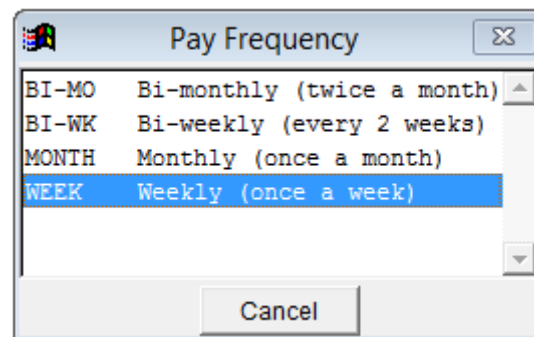 Pay Frequency
BI-MO Bi-monthly (twice a month)
BI-WK Bi-weekly (every 2 weeks)
MONTH Monthly (once a month)
WEEK Weekly (once a week)
Cancel